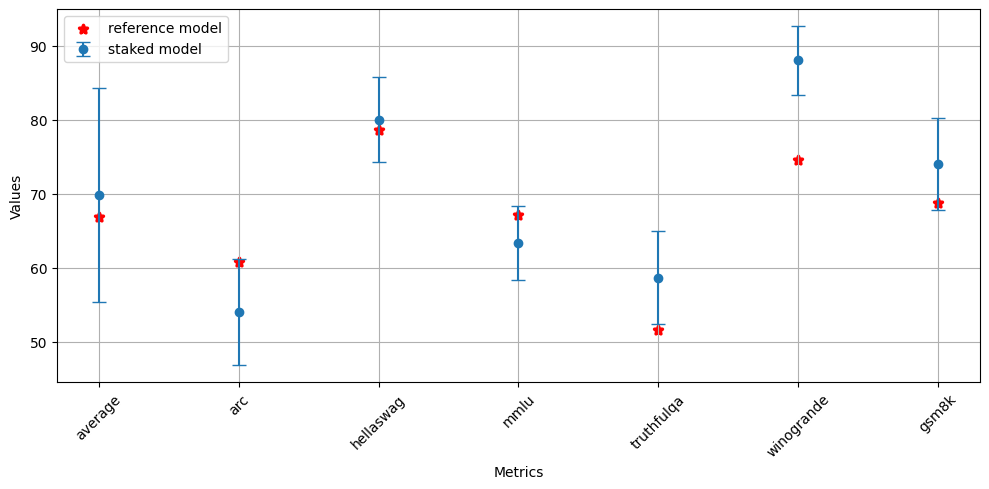 reference model
staked model
90
80
70
60
50
Values
average
arc
hellaswag
mmlu
truthfulqa
winogrande
gsm8k
Metrics